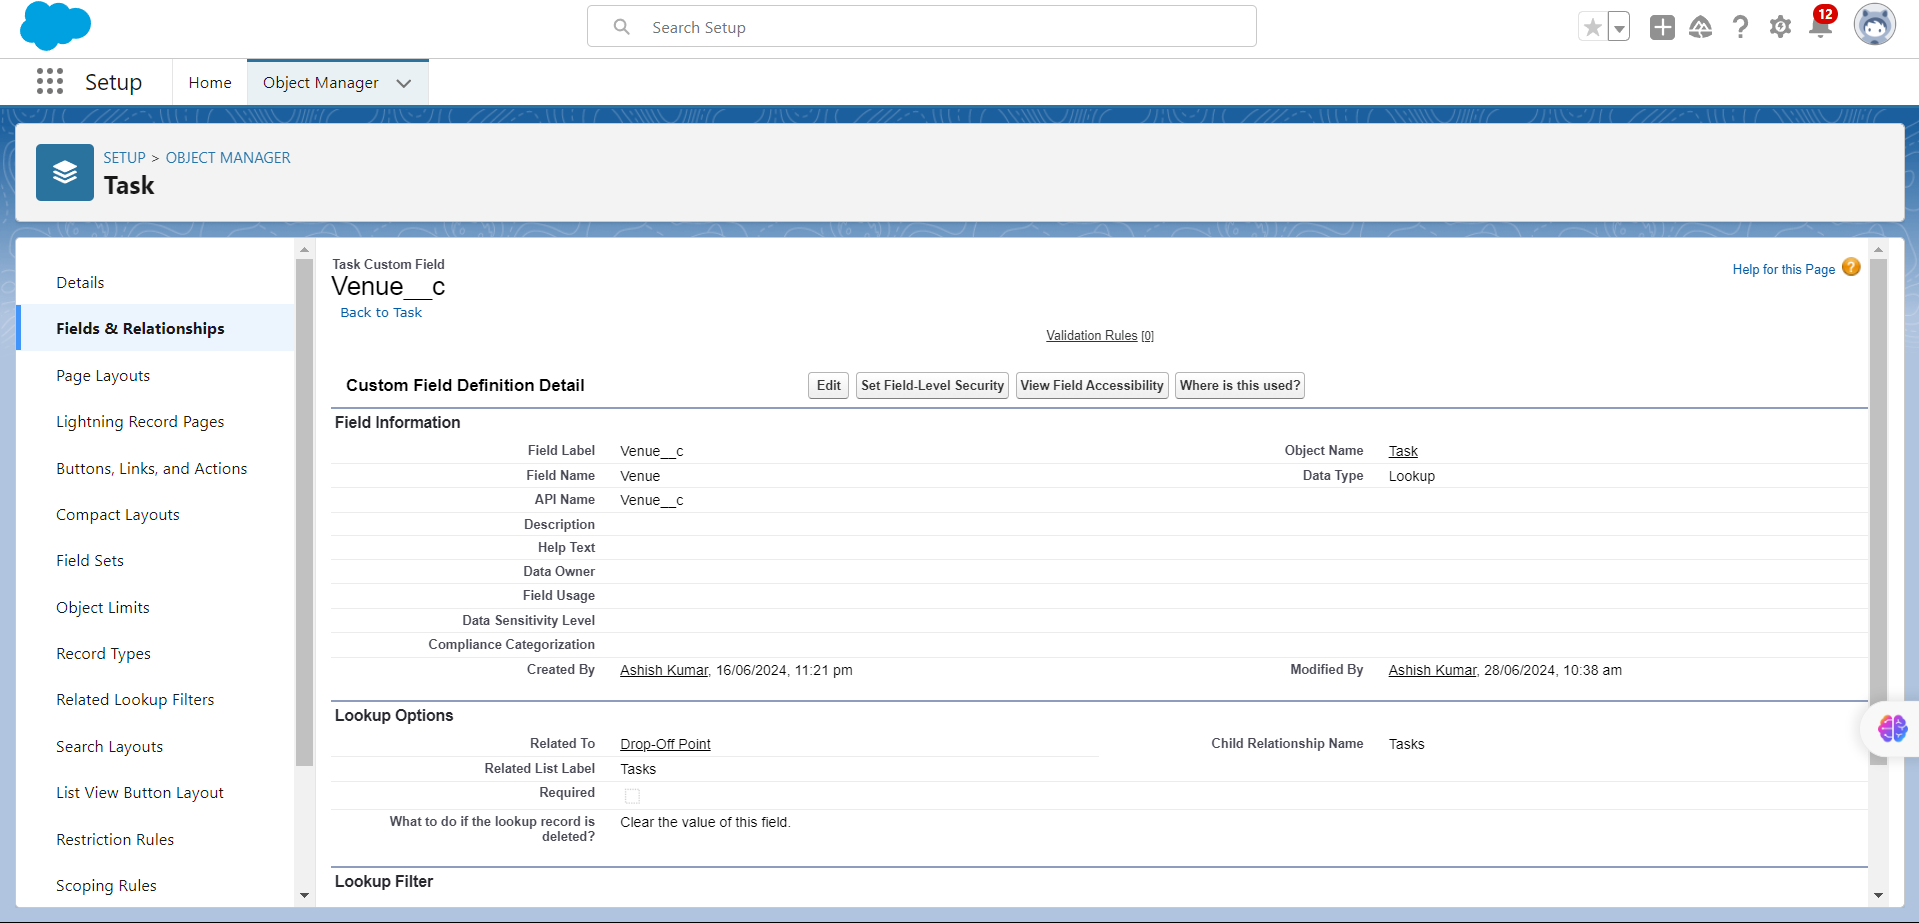 Search Setup
12
Setup
Home
Object Manager
SETUP > OBJECT MANAGER
Task
Details
Fields & Relationships
Page Layouts
Lightning Record Pages
Buttons, Links, and Actions
Compact Layouts
Field Sets
Object Limits
Record Types
Related Lookup Filters
Search Layouts
List View Button Layout
Restriction Rules
Scoping Rules
Task Custom Field
Venue__c
Back to Task
Help for this Page ?
Validation Rules [0]
Custom Field Definition Detail
Edit
Set Field-Level Security
View Field Accessibility
Where is this used?
Field Information
Field Label Venue__c
Object Name Task
Field Name Venue
Data Type Lookup
API Name Venue__c
Description
Help Text
Data Owner
Field Usage
Data Sensitivity Level
Compliance Categorization
Created By Ashish Kumar, 16/06/2024, 11:21 pm
Modified By Ashish Kumar, 28/06/2024, 10:38 am
Lookup Options
Related To Drop-Off Point
Child Relationship Name Tasks
Related List Label Tasks
Required
What to do if the lookup record is
deleted?
Clear the value of this field.
Lookup Filter